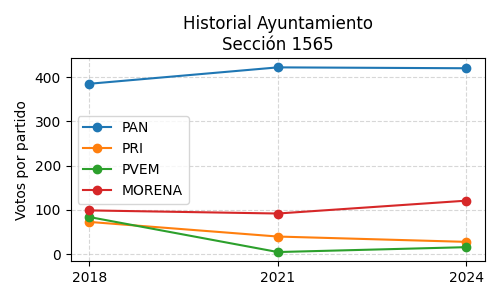 Historial Ayuntamiento
Sección 1565
Votos por partido
400
300
200
100
0
PAN
PRI
PVEM
MORENA
2018
2021
2024